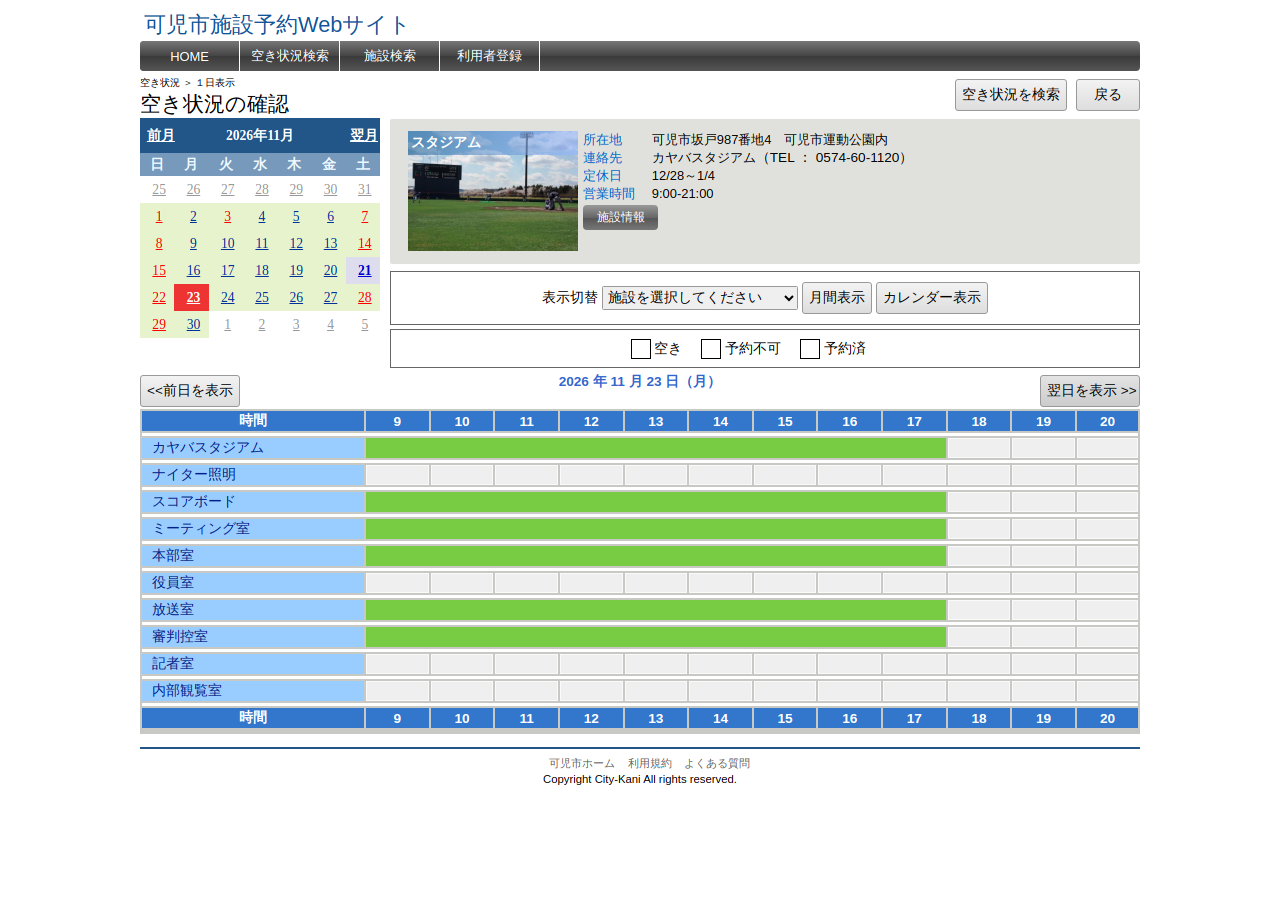 可児市施設予約Webサイト
HOME 空き状況検索 施設検索 利用者登録
空き状況 ＞ １日表示
空き状況の確認
空き状況を検索 戻る
前月 2026年11月 翌月
日 月 火 水 木 金 土
25 26 27 28 29 30 31
1 2 3 4 5 6 7
8 9 10 11 12 13 14
15 16 17 18 19 20 21
22 23 24 25 26 27 28
29 30 1 2 3 4 5
スタジアム
所在地 可児市坂戸987番地4　可児市運動公園内
連絡先 カヤバスタジアム（TEL ： 0574-60-1120）
定休日 12/28～1/4
営業時間 9:00-21:00
施設情報
表示切替 施設を選択してください 月間表示 カレンダー表示
空き 予約不可 予約済
<<前日を表示 2026 年 11 月 23 日（月） 翌日を表示 >>
時間 9 10 11 12 13 14 15 16 17 18 19 20
カヤバスタジアム
ナイター照明
スコアボード
ミーティング室
本部室
役員室
放送室
審判控室
記者室
内部観覧室
時間 9 10 11 12 13 14 15 16 17 18 19 20
可児市ホーム 利用規約 よくある質問
Copyright City-Kani All rights reserved.